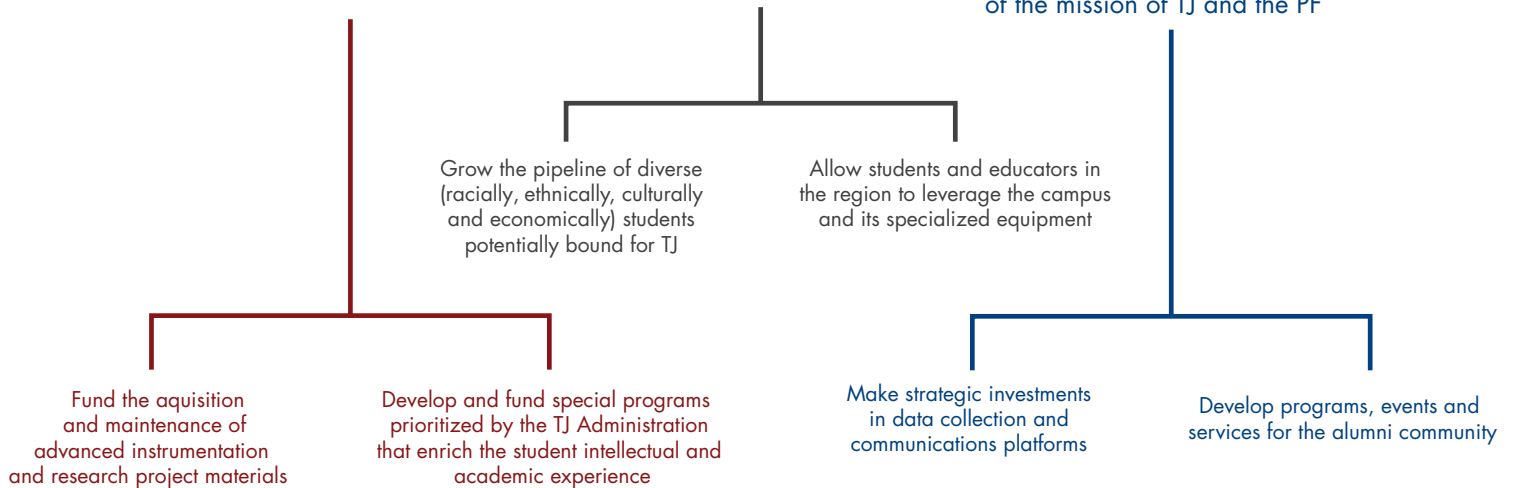 of the mission of TJ and the PF
Grow the pipeline of diverse
(racially, ethnically, culturally
and economically) students
potentially bound for TJ
Allow students and educators in
the region to leverage the campus
and its specialized equipment
Fund the aquisition
and maintenance of
advanced instrumentation
and research project materials
Develop and fund special programs
prioritized by the TJ Administration
that enrich the student intellectual and
academic experience
Make strategic investments
in data collection and
communications platforms
Develop programs, events and
services for the alumni community